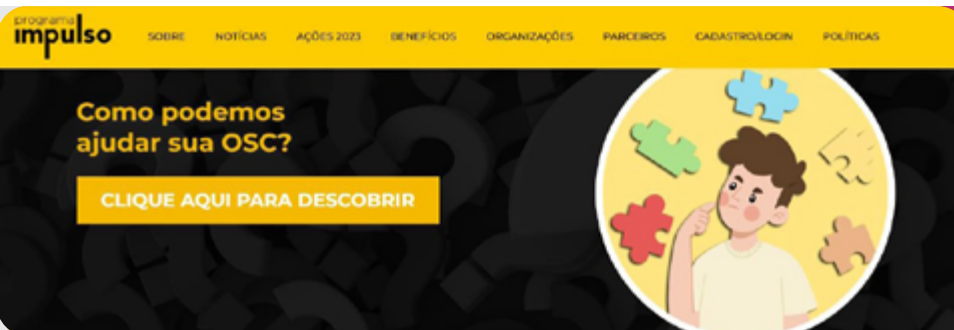 programa
impulso
SOBRE NOTÍCIAS AÇÕES 2023 BENEFÍCIOS ORGANIZAÇÕES PARCEIROS CADASTRO/LOGIN POLÍTICAS
Como podemos
ajudar sua OSC?
CLIQUE AQUI PARA DESCOBRIR